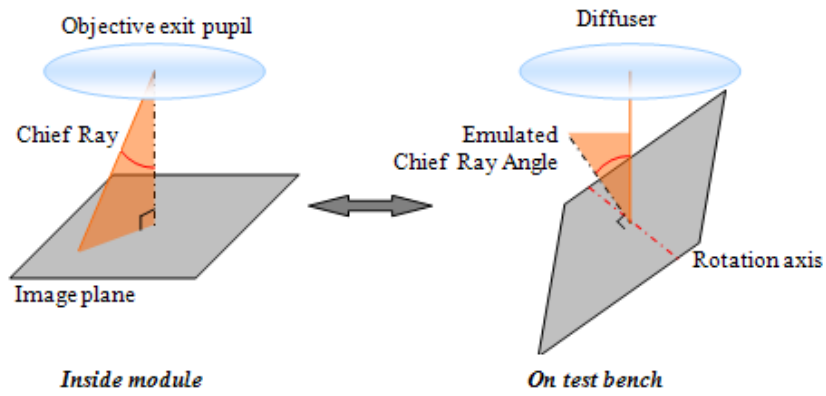 Objective exit pupil
Chief Ray
Image plane
Inside module
Diffuser
Emulated
Chief Ray Angle
Rotation axis
On test bench